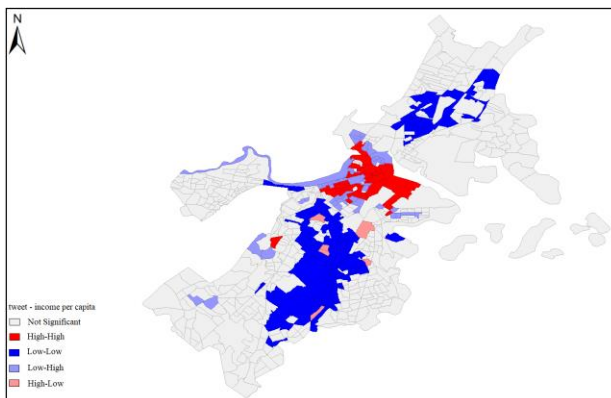 N
tweet - income per capita
Not Significant
High-High
Low-Low
Low-High
High-Low